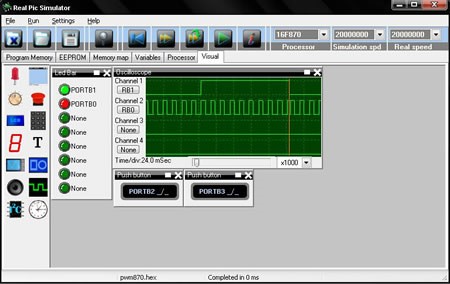 Real Pic Simulator
File Run Settings Help
16F870 20000000 20000000
Processor Simulation spd Real speed
Program Memory EEPROM Memory map Variables Processor Visual
Led Bar
PORTB1
PORTB0
None
None
None
None
None
None
Oscilloscope
Channel 1
RB1
Channel 2
RB0
Channel 3
None
Channel 4
None
Time/div:24.0 mSec x1000
Push button Push button
PORTB2 _/_ PORTB3 _/_
T
pwm870.hex Completed in 0 ms